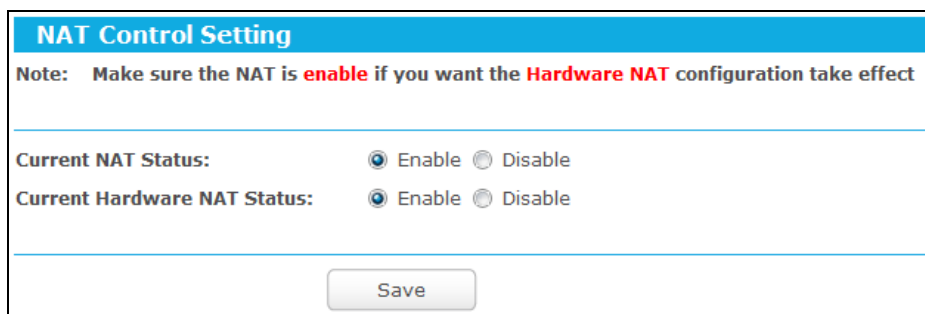 NAT Control Setting
Note: Make sure the NAT is enable if you want the Hardware NAT configuration take effect
Current NAT Status: Enable Disable
Current Hardware NAT Status: Enable Disable
Save